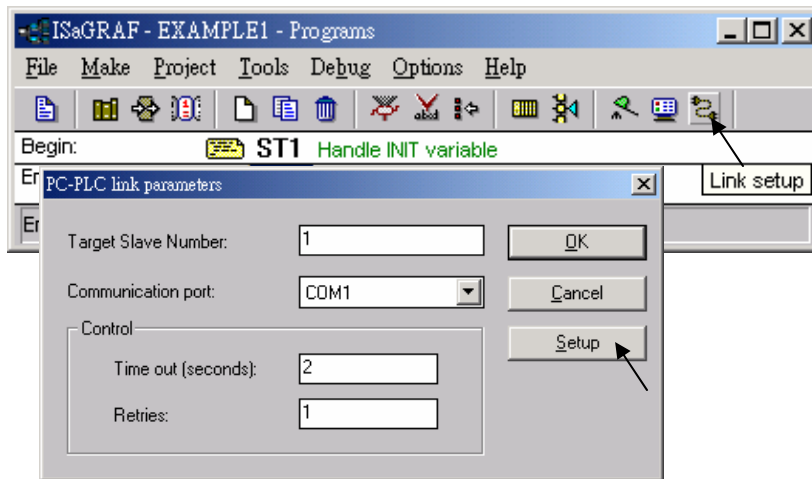 ISaGRAF - EXAMPLE1 - Programs
File Make Project Tools Debug Options Help
Begin: ST1 Handle INIT variable
Link setup
PC-PLC link parameters
Target Slave Number: 1 OK
Communication port: COM1 Cancel
Control Setup
Time out (seconds): 2
Retries: 1